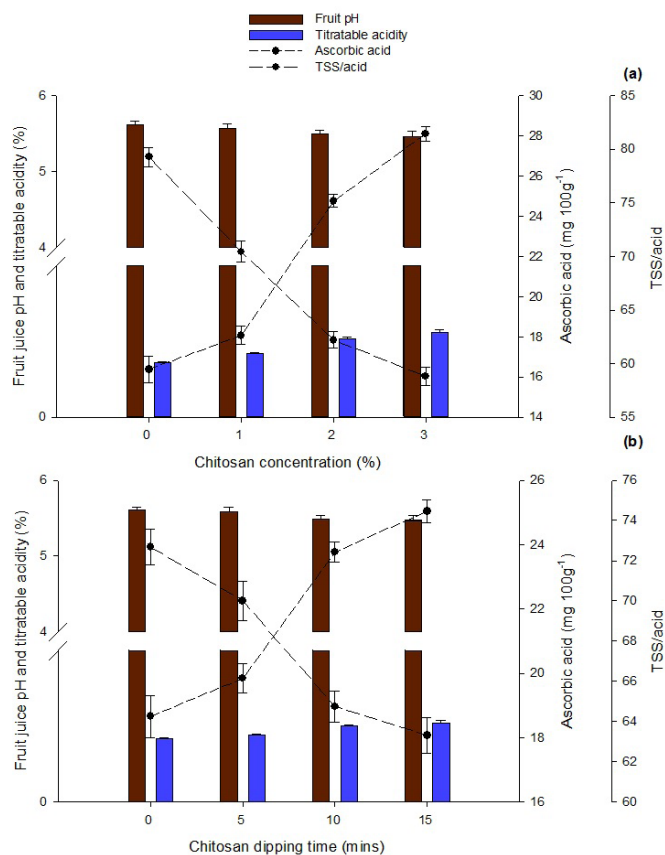 Fruit pH
Titratable acidity
Ascorbic acid
TSS/acid
(a)
Fruit juice pH and titratable acidity (%)
6
5
4
0
30
28
26
24
22
20
18
16
14
Ascorbic acid (mg 100g-1)
85
80
75
70
65
60
55
TSS/acid
0 1 2 3
Chitosan concentration (%)
(b)
Fruit juice pH and titratable acidity (%)
6
5
4
0
26
24
22
20
18
16
Ascorbic acid (mg 100g-1)
76
74
72
70
68
66
64
62
60
TSS/acid
0 5 10 15
Chitosan dipping time (mins)